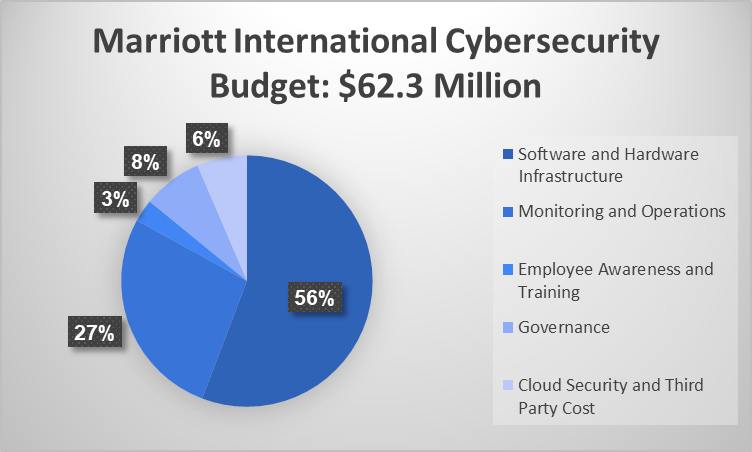 Marriott International Cybersecurity
Budget: $62.3 Million
6%
8%
3%
56%
27%
Software and Hardware
Infrastructure
Monitoring and Operations
Employee Awareness and
Training
Governance
Cloud Security and Third
Party Cost